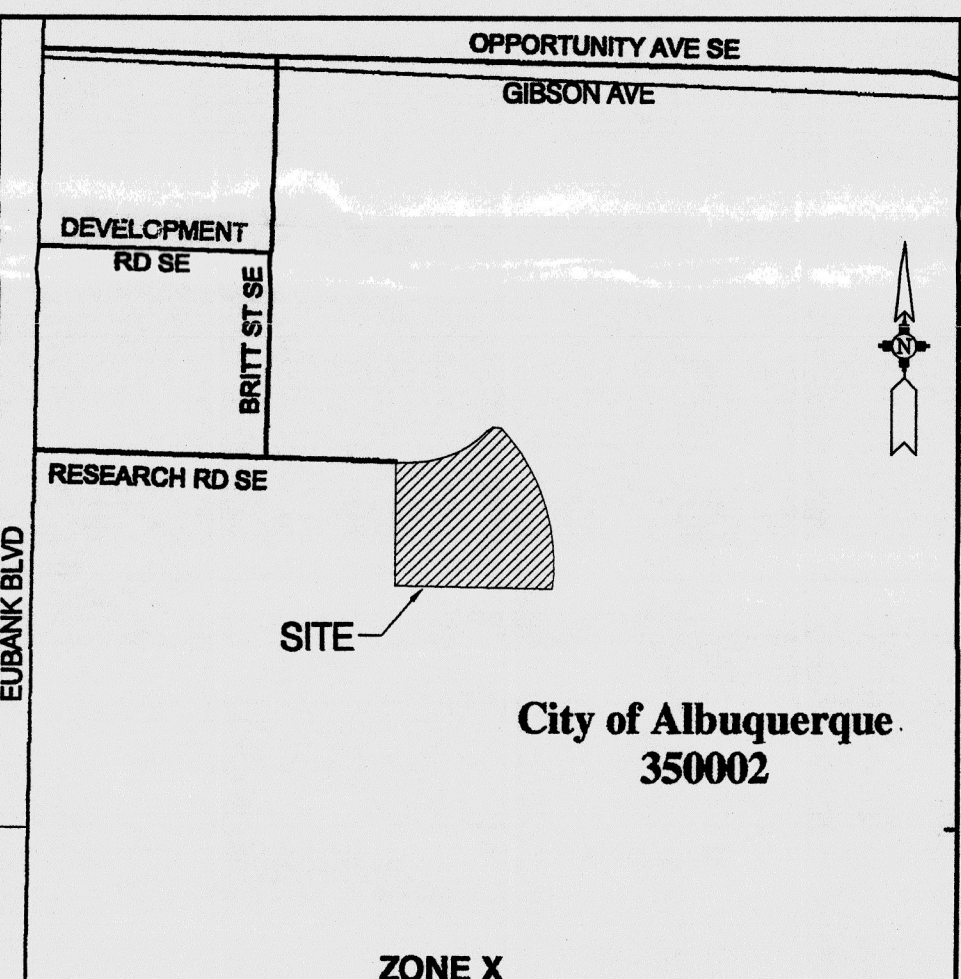 OPPORTUNITY AVE SE
GIBSON AVE
DEVELOPMENT
RD SE
BRITT ST SE
N
RESEARCH RD SE
EUBANK BLVD
SITE
City of Albuquerque
350002
ZONE X